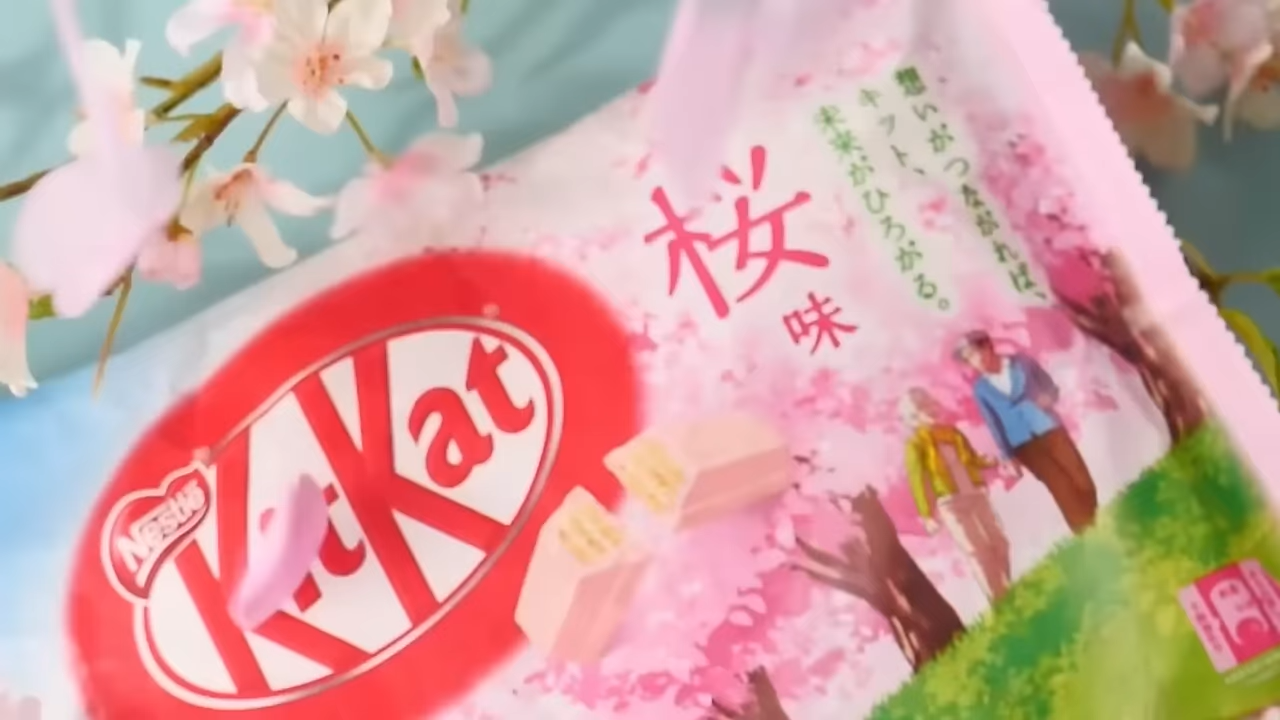 想いがつながれば、
キット、
未来がひろがる。
桜
味
Nestlé
KitKat